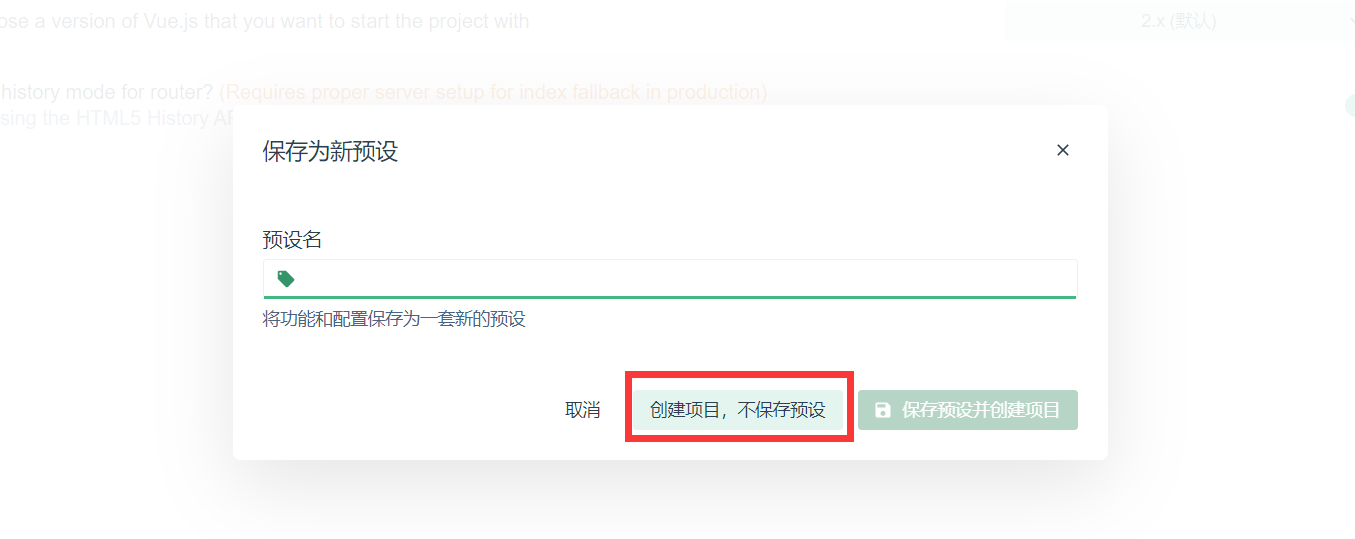 ose a version of Vue.js that you want to start the project with
2.x (默认)
history mode for router? (Requires proper server setup for index fallback in production)
sing the HTML5 History AP
保存为新预设
预设名
将功能和配置保存为一套新的预设
取消 创建项目，不保存预设 保存预设并创建项目